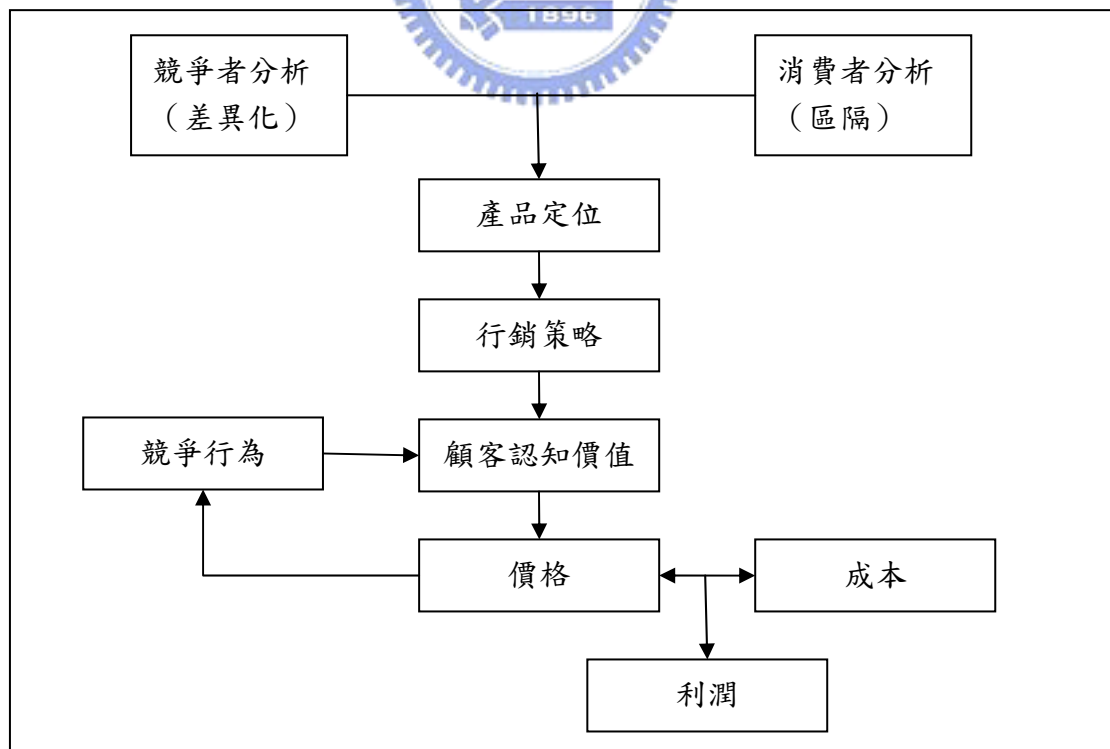 1896
競爭者分析
（差異化）
消費者分析
（區隔）
產品定位
行銷策略
競爭行為
顧客認知價值
價格
成本
利潤